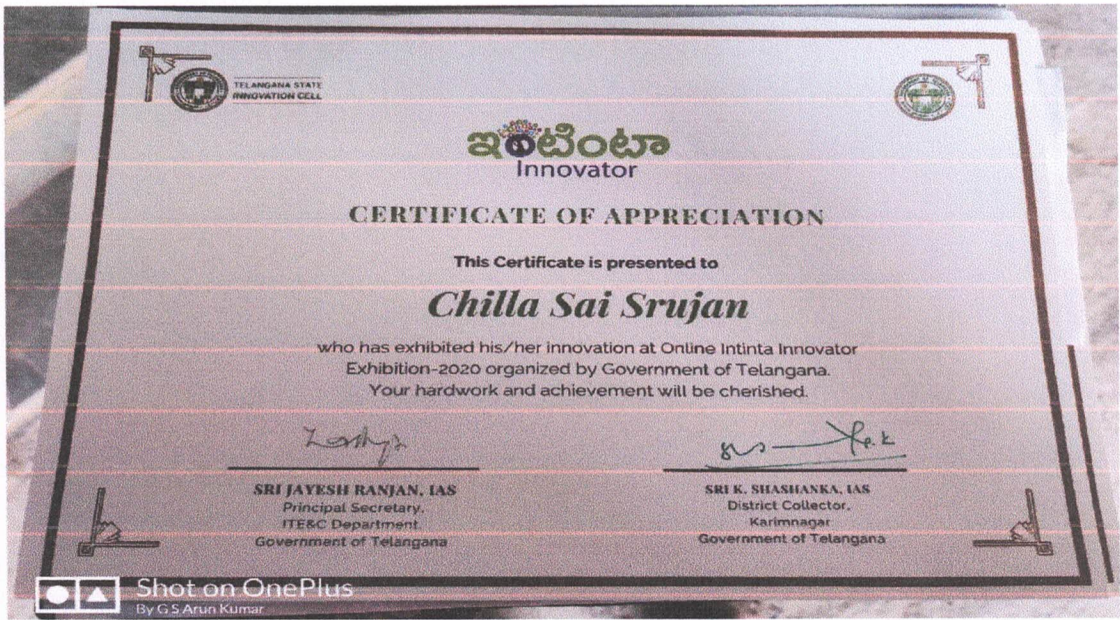 TELANGANA STATE
INNOVATION CELL
ఇంటింటా
Innovator
CERTIFICATE OF APPRECIATION
This Certificate is presented to
Chilla Sai Srujan
who has exhibited his/her innovation at Online Intinta Innovator
Exhibition-2020 organized by Government of Telangana.
Your hardwork and achievement will be cherished.
SRI JAYESH RANJAN, IAS
Principal Secretary,
ITE&C Department.
Government of Telangana
SRI K. SHASHANKA, IAS
District Collector,
Karimnagar
Government of Telangana
Shot on OnePlus
By G S Arun Kumar